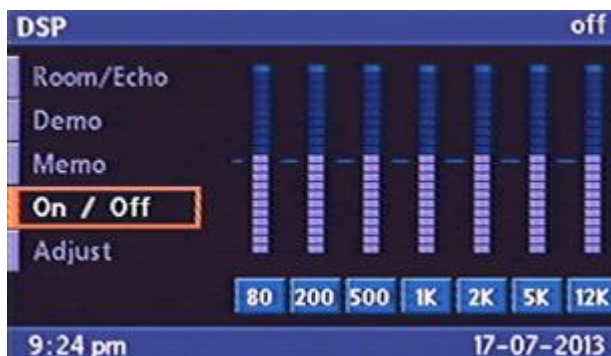 DSP off
Room/Echo
Demo
Memo
On / Off
Adjust
80 200 500 1K 2K 5K 12K
9:24 pm 17-07-2013